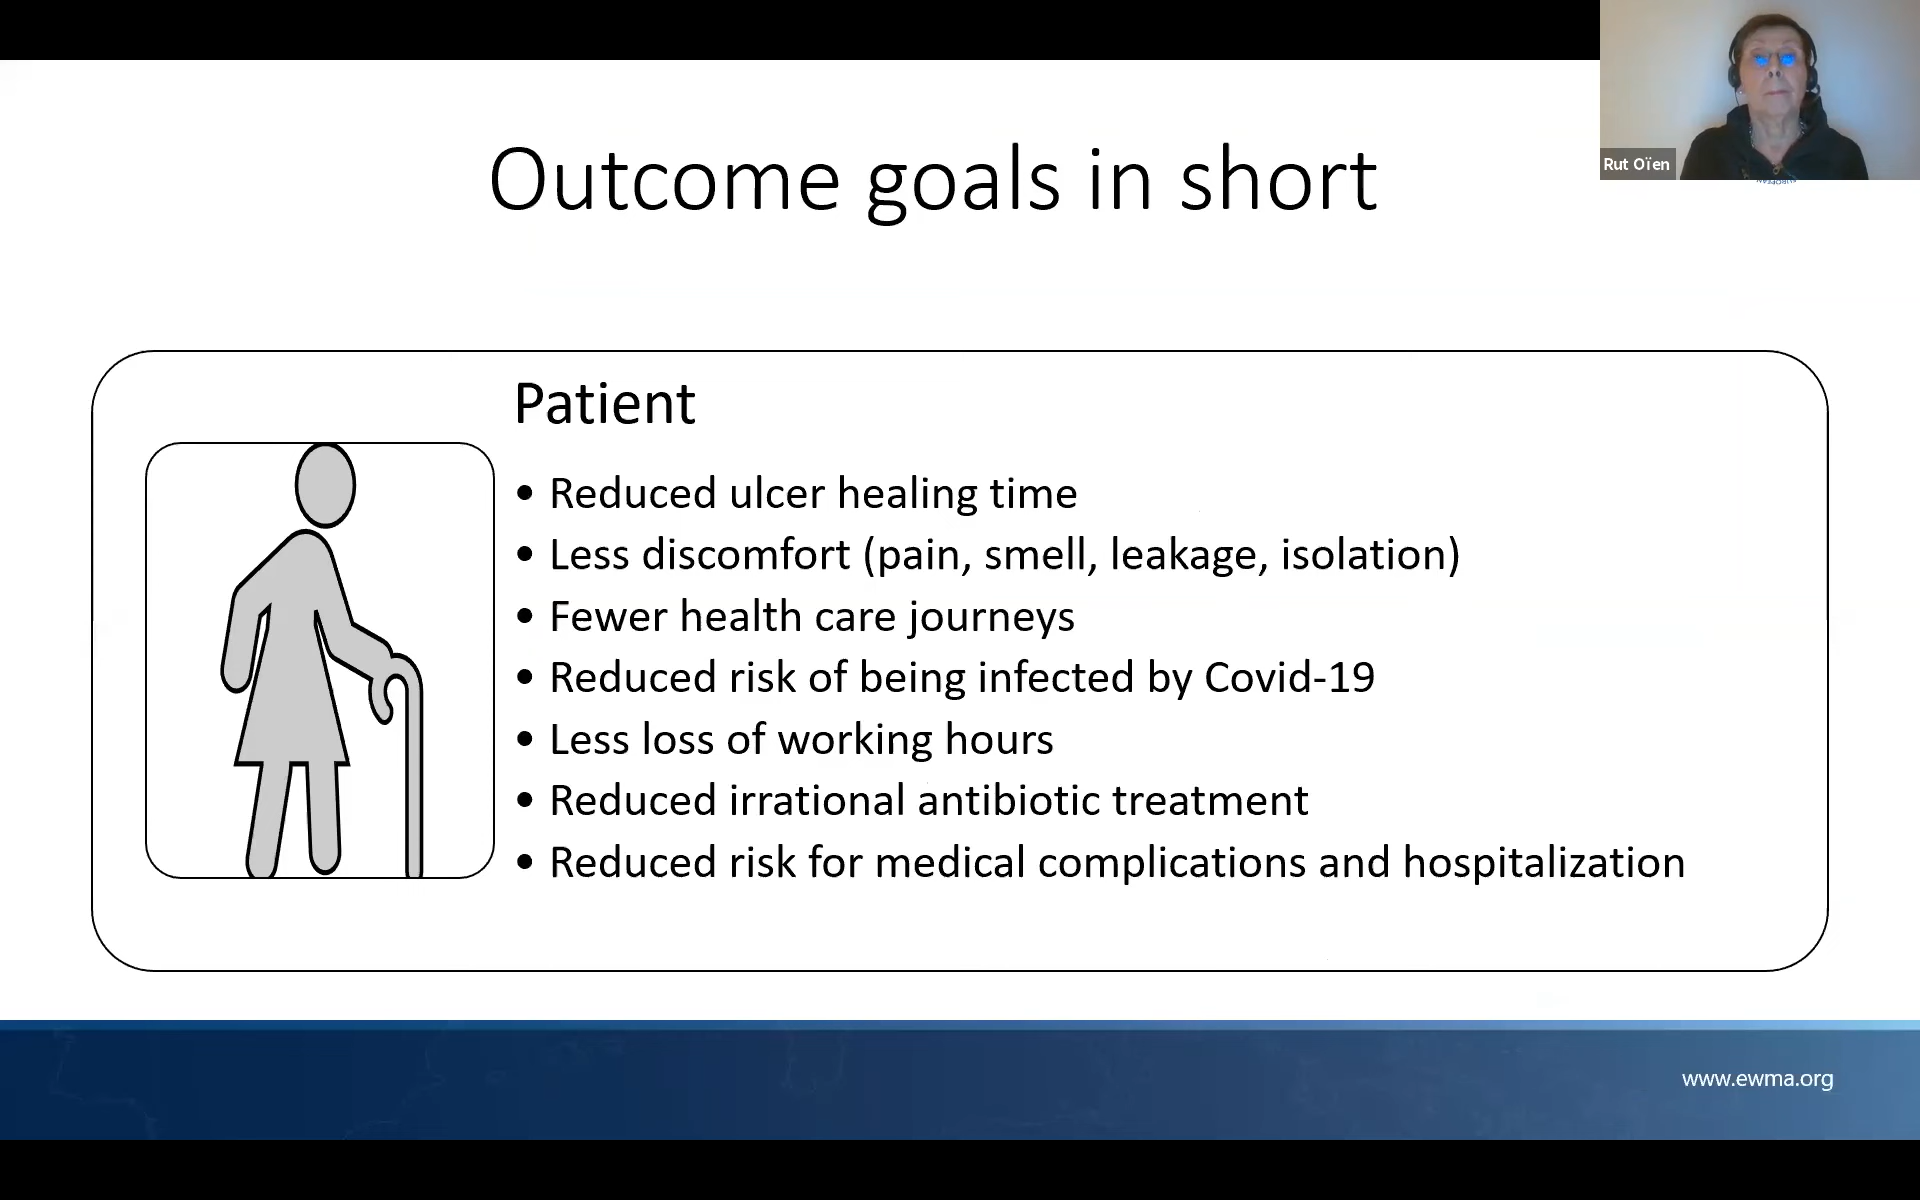 Rut Oïen
Outcome goals in short
Patient
• Reduced ulcer healing time
• Less discomfort (pain, smell, leakage, isolation)
• Fewer health care journeys
• Reduced risk of being infected by Covid-19
• Less loss of working hours
• Reduced irrational antibiotic treatment
• Reduced risk for medical complications and hospitalization
www.ewma.org